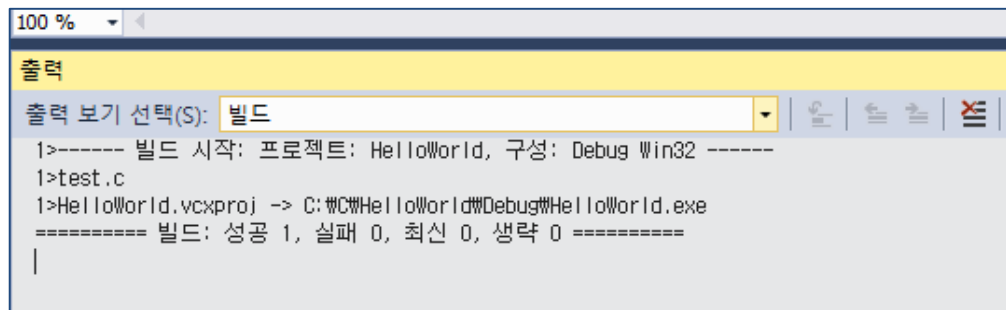 100 %
출력
출력 보기 선택(S): 빌드
1>------ 빌드 시작: 프로젝트: HelloWorld, 구성: Debug Win32 ------
1>test.c
1>HelloWorld.vcxproj -> C:₩C₩HelloWorld₩Debug₩HelloWorld.exe
========== 빌드: 성공 1, 실패 0, 최신 0, 생략 0 ==========